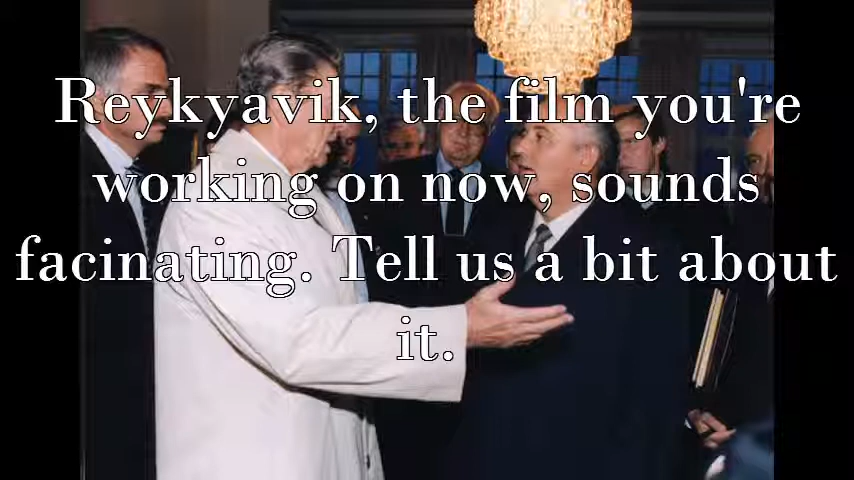 Reykyavik, the film you're
working on now, sounds
facinating. Tell us a bit about
it.